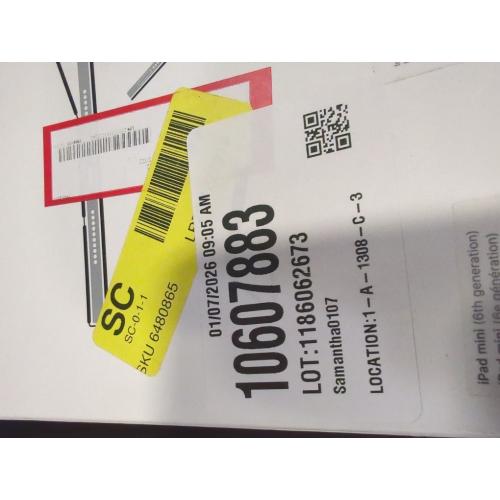 SC
SC-0-1-1
SKU 6480865
01/07/2026 09:05 AM
10607883
LOT:1186062673
Samantha0107
LOCATION:1-A-1308-C-3
iPad mini (6th generation)